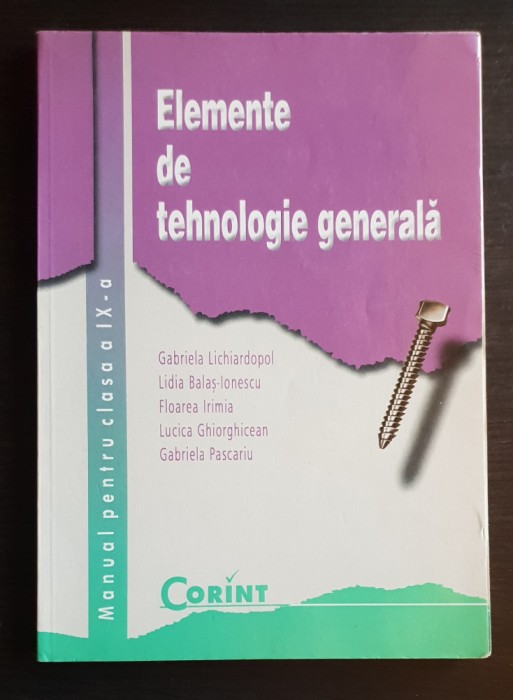 Elemente
de
tehnologie generală
Gabriela Lichiardopol
Lidia Balaș-Ionescu
Floarea Irimia
Lucica Ghiorghicean
Gabriela Pascariu
Manual pentru clasa a IX-a
CORINT